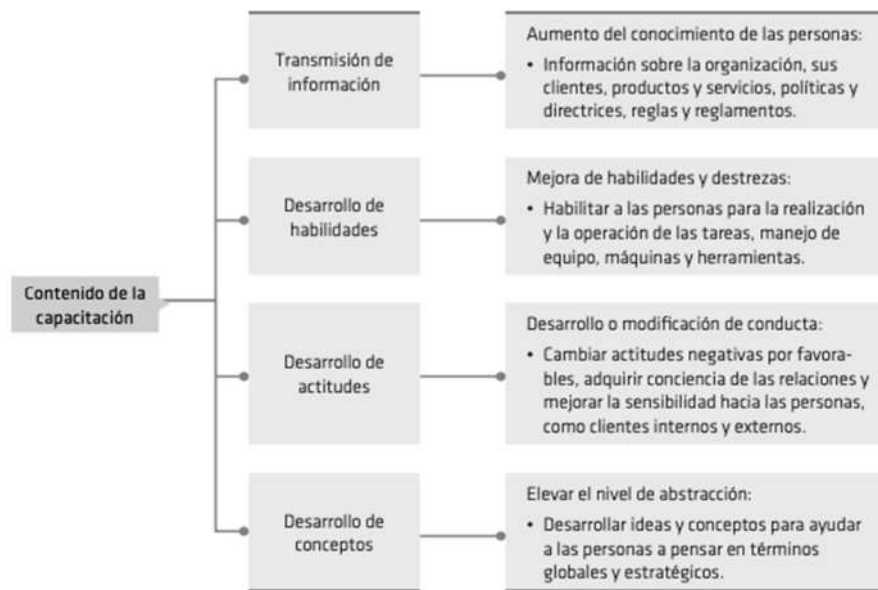 Contenido de la
capacitación
Transmisión de
información
Aumento del conocimiento de las personas:
• Información sobre la organización, sus
clientes, productos y servicios, políticas y
directrices, reglas y reglamentos.
Desarrollo de
habilidades
Mejora de habilidades y destrezas:
• Habilitar a las personas para la realización
y la operación de las tareas, manejo de
equipo, máquinas y herramientas.
Desarrollo de
actitudes
Desarrollo o modificación de conducta:
• Cambiar actitudes negativas por favora-
bles, adquirir conciencia de las relaciones y
mejorar la sensibilidad hacia las personas,
como clientes internos y externos.
Desarrollo de
conceptos
Elevar el nivel de abstracción:
• Desarrollar ideas y conceptos para ayudar
a las personas a pensar en términos
globales y estratégicos.